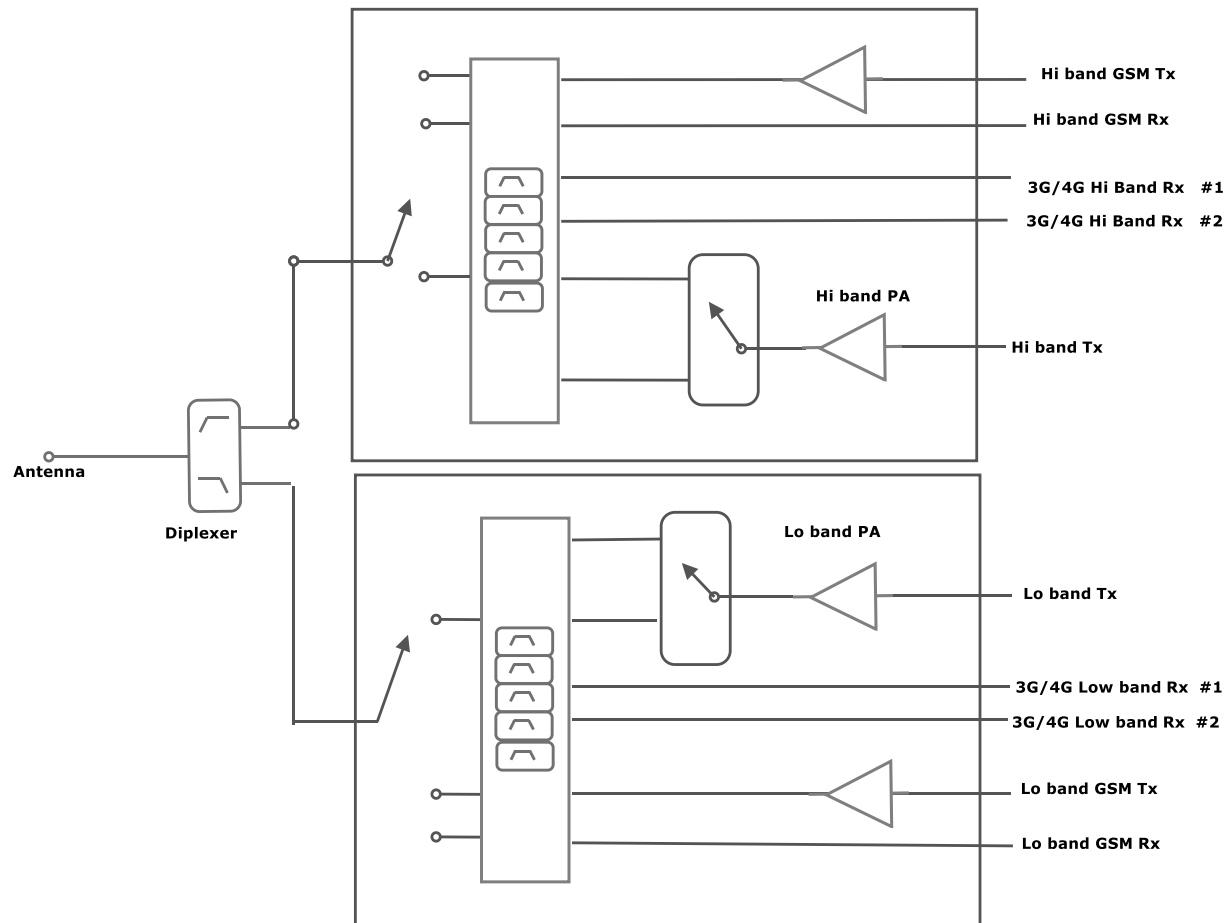 Hi band GSM Tx
Hi band GSM Rx
3G/4G Hi Band Rx #1
3G/4G Hi Band Rx #2
Hi band PA
Hi band Tx
Antenna
Diplexer
Lo band PA
Lo band Tx
3G/4G Low band Rx #1
3G/4G Low band Rx #2
Lo band GSM Tx
Lo band GSM Rx